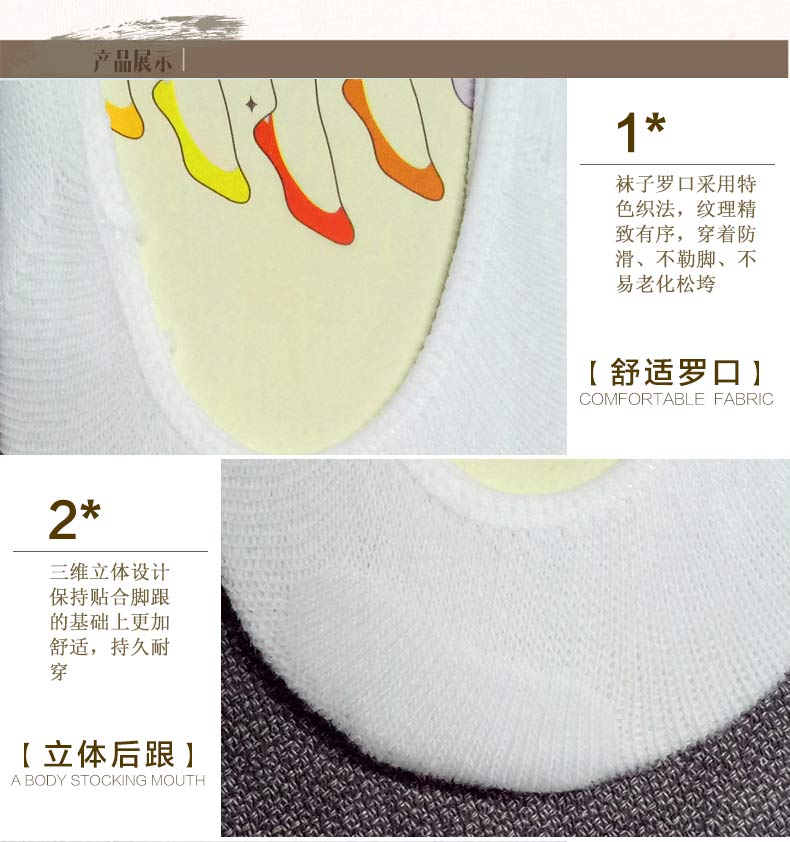 产品展示
1*
袜子罗口采用特
色织法，纹理精
致有序，穿着防
滑、不勒脚、不
易老化松垮
【舒适罗口】
COMFORTABLE FABRIC
2*
三维立体设计
保持贴合脚跟
的基础上更加
舒适，持久耐
穿
【立体后跟】
A BODY STOCKING MOUTH